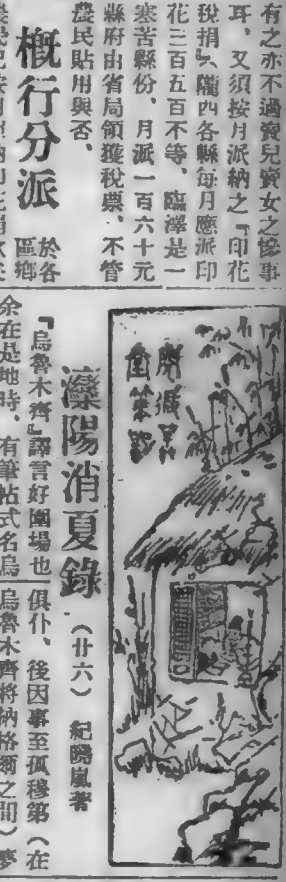 有之亦不過賣兒賣女之慘事
耳、又須按月派納之『印花
稅捐』、隴西各縣每月應派印
花三百五百不等、臨澤是一
寒苦縣份、月派一百六十元
縣府由省局領獲稅票、不管
農民貼用與否、
概行分派
於各
區鄉
灤陽消夏錄
（廿六）
紀曉嵐著
『烏魯木齊』譯言好圍場也
余在是地時、有筆帖式名烏
俱仆、後因事至孤穆第（在
烏魯木齊將納格爾之間）夢